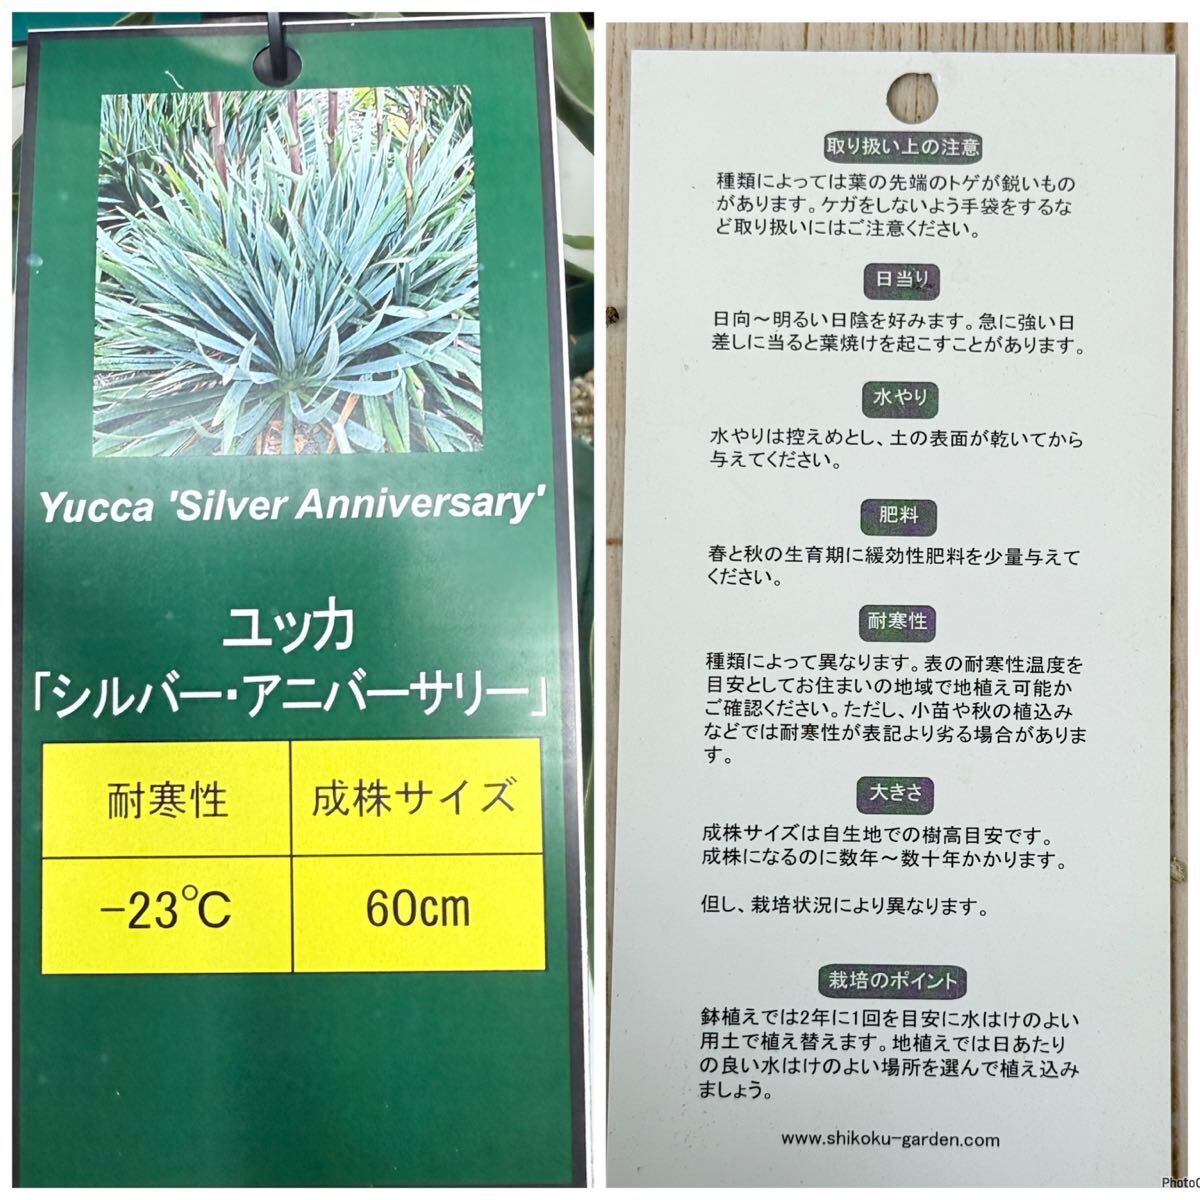 Yucca 'Silver Anniversary'
ユッカ
「シルバー・アニバーサリー」
耐寒性
成株サイズ
-23℃
60cm
取り扱い上の注意
種類によっては葉の先端のトゲが鋭いもの
があります。ケガをしないよう手袋をするな
ど取り扱いにはご注意ください。
日当り
日向～明るい日陰を好みます。急に強い日
差しに当ると葉焼けを起こすことがあります。
水やり
水やりは控えめとし、土の表面が乾いてから
与えてください。
肥料
春と秋の生育期に緩効性肥料を少量与えて
ください。
耐寒性
種類によって異なります。表の耐寒性温度を
目安としてお住まいの地域で地植え可能か
ご確認ください。ただし、小苗や秋の植込み
などでは耐寒性が表記より劣る場合がありま
す。
大きさ
成株サイズは自生地での樹高目安です。
成株になるのに数年～数十年かかります。
但し、栽培状況により異なります。
栽培のポイント
鉢植えでは2年に1回を目安に水はけのよい
用土で植え替えます。地植えでは日あたり
の良い水はけのよい場所を選んで植え込み
ましょう。
www.shikoku-garden.com